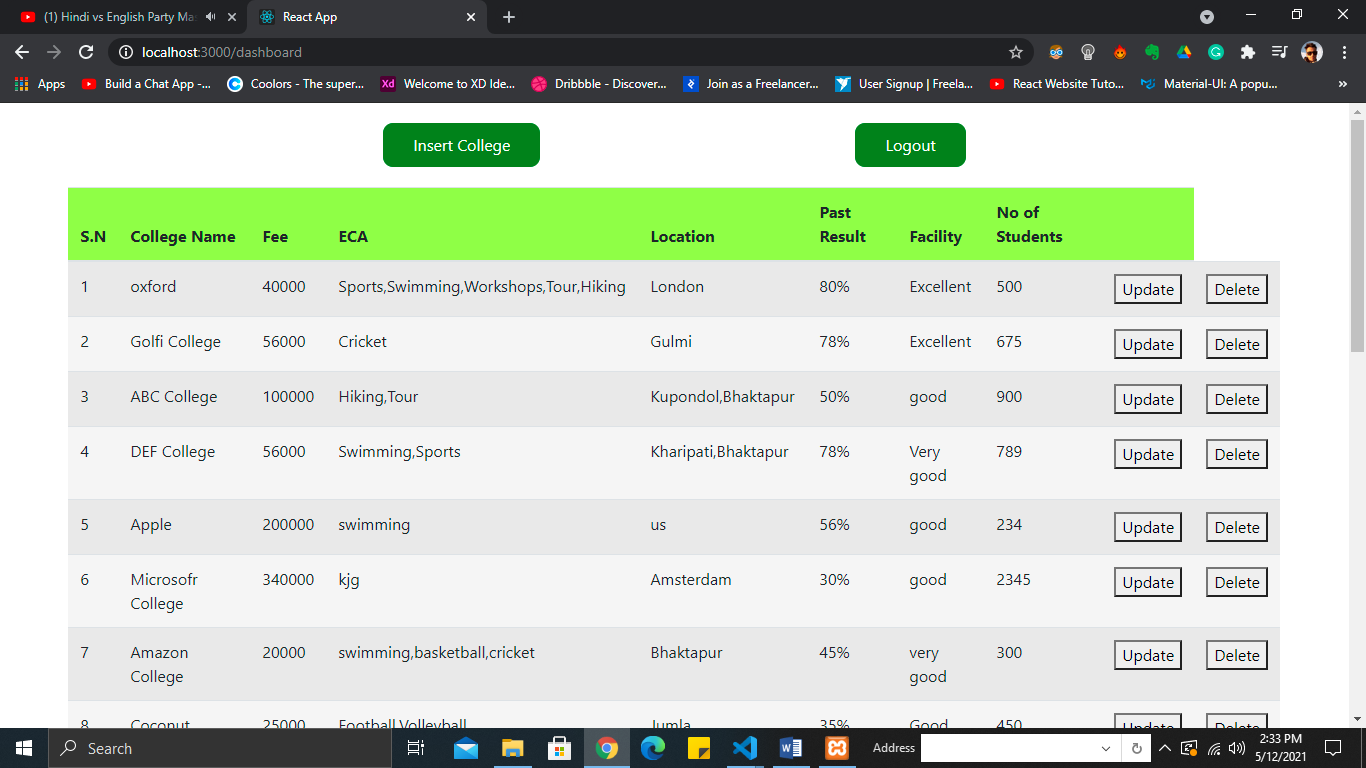 (1) Hindi vs English Party Ma
React App
localhost:3000/dashboard
Apps
Build a Chat App -...
Coolors - The super...
Xd
Welcome to XD Ide...
Dribbble - Discover...
Join as a Freelancer...
User Signup | Freela...
React Website Tuto...
Material-UI: A popu...
»
Insert College
Logout
S.N College Name Fee ECA Location Past Result Facility No of Students
1 oxford 40000 Sports,Swimming,Workshops,Tour,Hiking London 80% Excellent 500 Update Delete
2 Golfi College 56000 Cricket Gulmi 78% Excellent 675 Update Delete
3 ABC College 100000 Hiking,Tour Kupondol,Bhaktapur 50% good 900 Update Delete
4 DEF College 56000 Swimming,Sports Kharipati,Bhaktapur 78% Very good 789 Update Delete
5 Apple 200000 swimming us 56% good 234 Update Delete
6 Microsofr College 340000 kjg Amsterdam 30% good 2345 Update Delete
7 Amazon College 20000 swimming,basketball,cricket Bhaktapur 45% very good 300 Update Delete
8 Coconut 25000 Football,Volleyball Jumla 35% Good 450 Update Delete
Search
Address
2:33 PM
5/12/2021